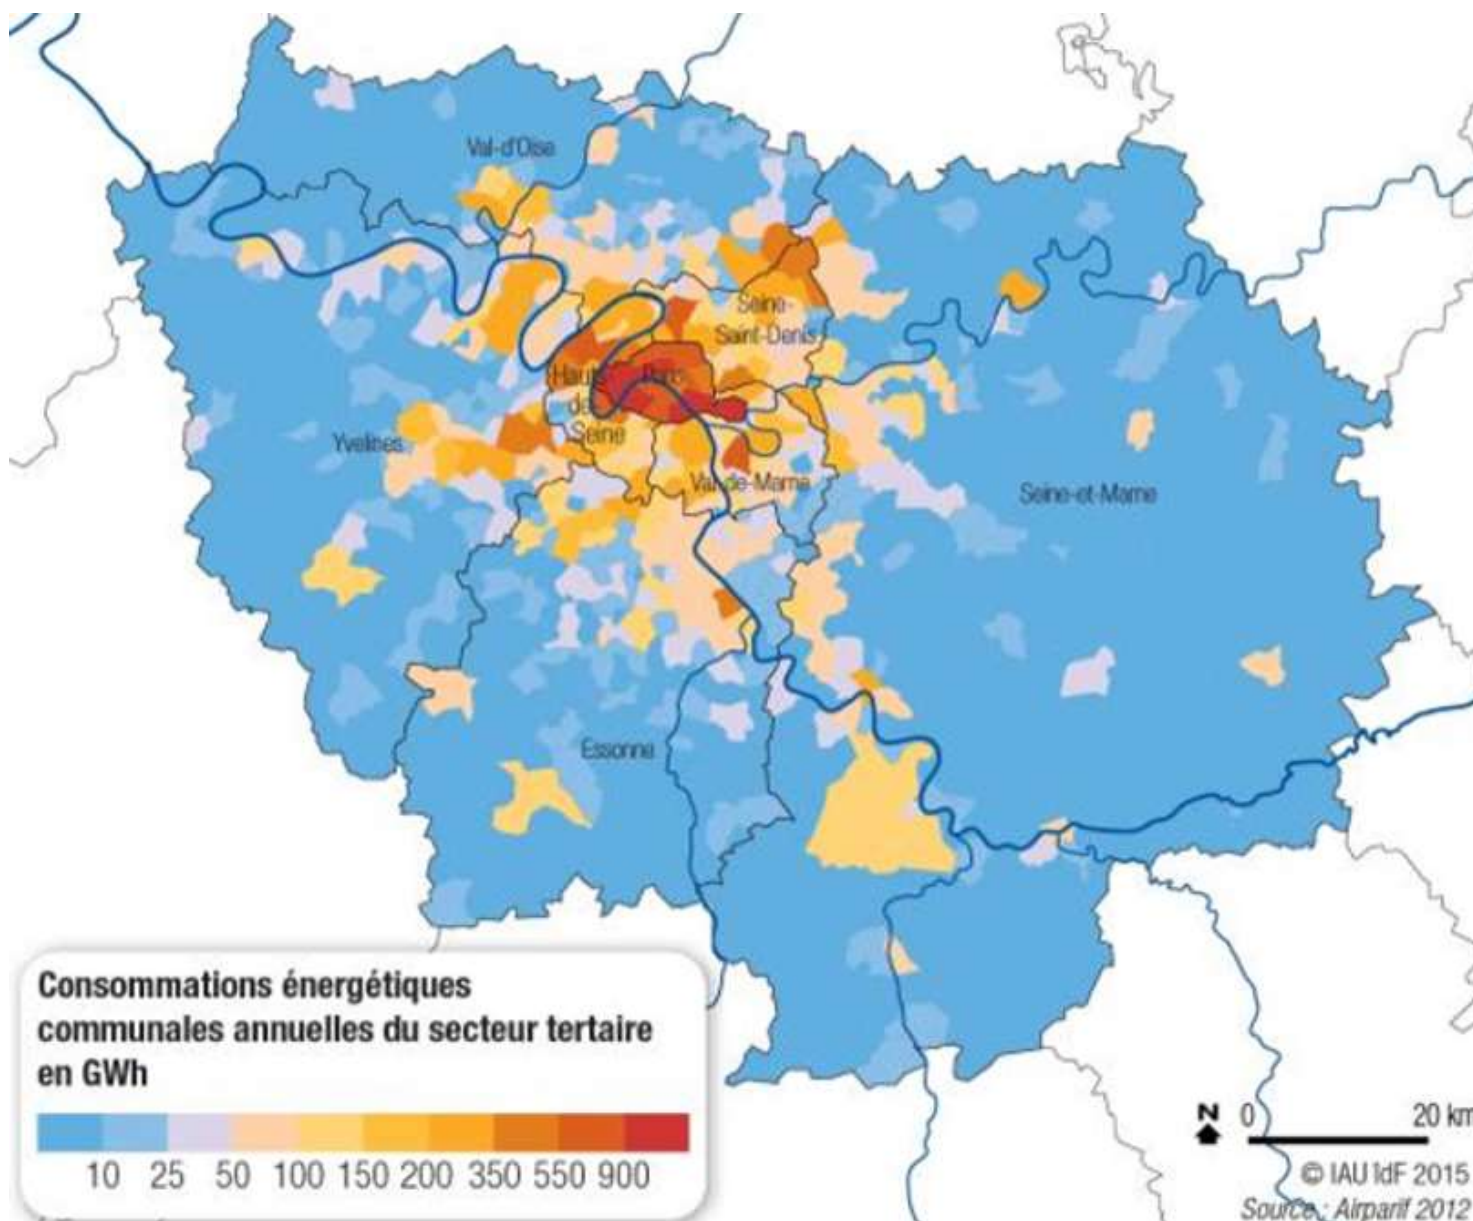 Val-d'Oise
Seine-
Saint-Denis
Hauts
de
Seine
Paris
Yvelines
Val-de-Marne
Seine-et-Marne
Essonne
Consommations énergétiques
communales annuelles du secteur tertaire
en GWh
10 25 50 100 150 200 350 550 900
N 0 20 km
© IAU îdF 2015
Source : Airparif 2012